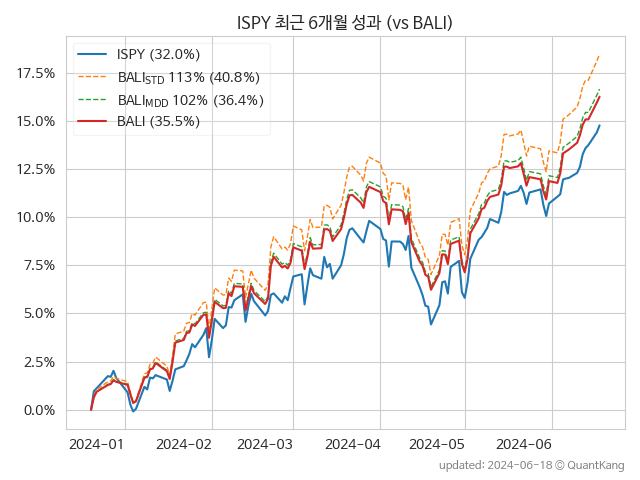 ISPY 최근 6개월 성과 (vs BALI)
ISPY (32.0%)
BALI_STD 113% (40.8%)
BALI_MDD 102% (36.4%)
BALI (35.5%)
17.5%
15.0%
12.5%
10.0%
7.5%
5.0%
2.5%
0.0%
2024-01 2024-02 2024-03 2024-04 2024-05 2024-06
updated: 2024-06-18 © QuantKang